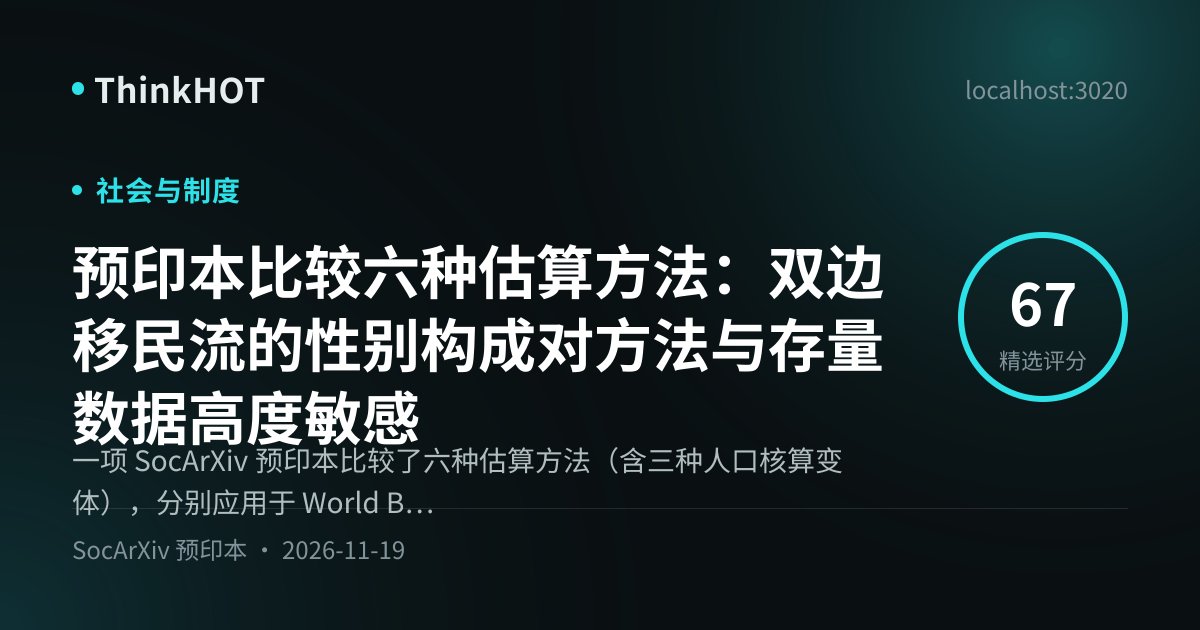 ThinkHOT
localhost:3020
社会与制度
预印本比较六种估算方法：双边
移民流的性别构成对方法与存量
数据高度敏感
67
精选评分
一项 SocArXiv 预印本比较了六种估算方法（含三种人口核算变
体），分别应用于 World B…
SocArXiv 预印本 · 2026-11-19